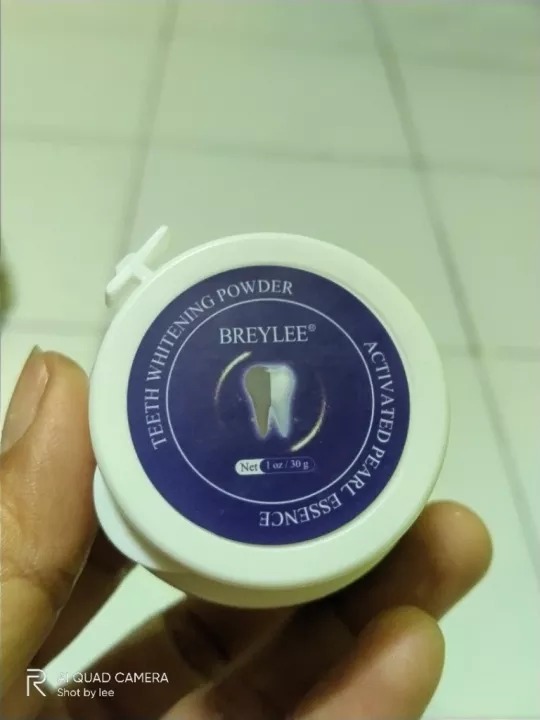 TEETH WHITENING POWDER
BREYLEE®
ACTIVATED PEARL ESSENCE
Net 1 oz / 30 g
QUAD CAMERA
Shot by lee